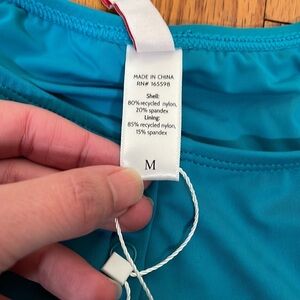 MADE IN CHINA
RN# 165598
Shell:
80% recycled nylon,
20% spandex
Lining:
85% recycled nylon,
15% spandex
M